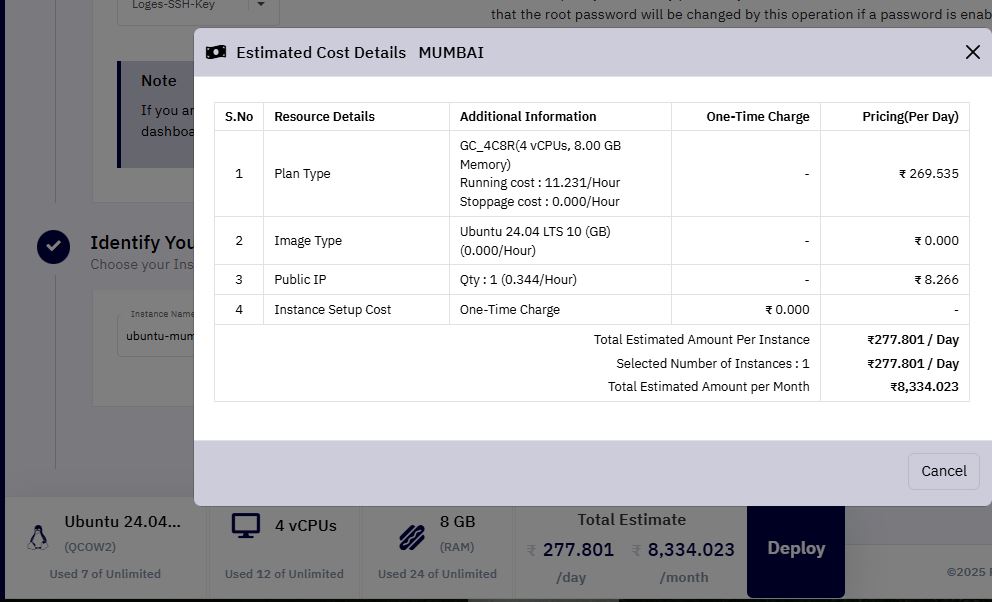 Loges-SSH-Key
that the root password will be changed by this operation if a password is enab
Estimated Cost Details MUMBAI
Note
If you ar
dashboa
S.No Resource Details Additional Information One-Time Charge Pricing(Per Day)
1 Plan Type GC_4C8R(4 vCPUs, 8.00 GB - ₹ 269.535
Memory)
Running cost : 11.231/Hour
Stoppage cost : 0.000/Hour
2 Image Type Ubuntu 24.04 LTS 10 (GB) - ₹ 0.000
(0.000/Hour)
3 Public IP Qty : 1 (0.344/Hour) - ₹ 8.266
4 Instance Setup Cost One-Time Charge ₹ 0.000 -
Total Estimated Amount Per Instance ₹277.801 / Day
Selected Number of Instances : 1 ₹277.801 / Day
Total Estimated Amount per Month ₹8,334.023
Identify You
Choose your Ins
Instance Name
ubuntu-mum
Cancel
Ubuntu 24.04...
(QCOW2)
Used 7 of Unlimited
4 vCPUs
Used 12 of Unlimited
8 GB
(RAM)
Used 24 of Unlimited
Total Estimate
₹ 277.801 ₹ 8,334.023
/day /month
Deploy
©2025